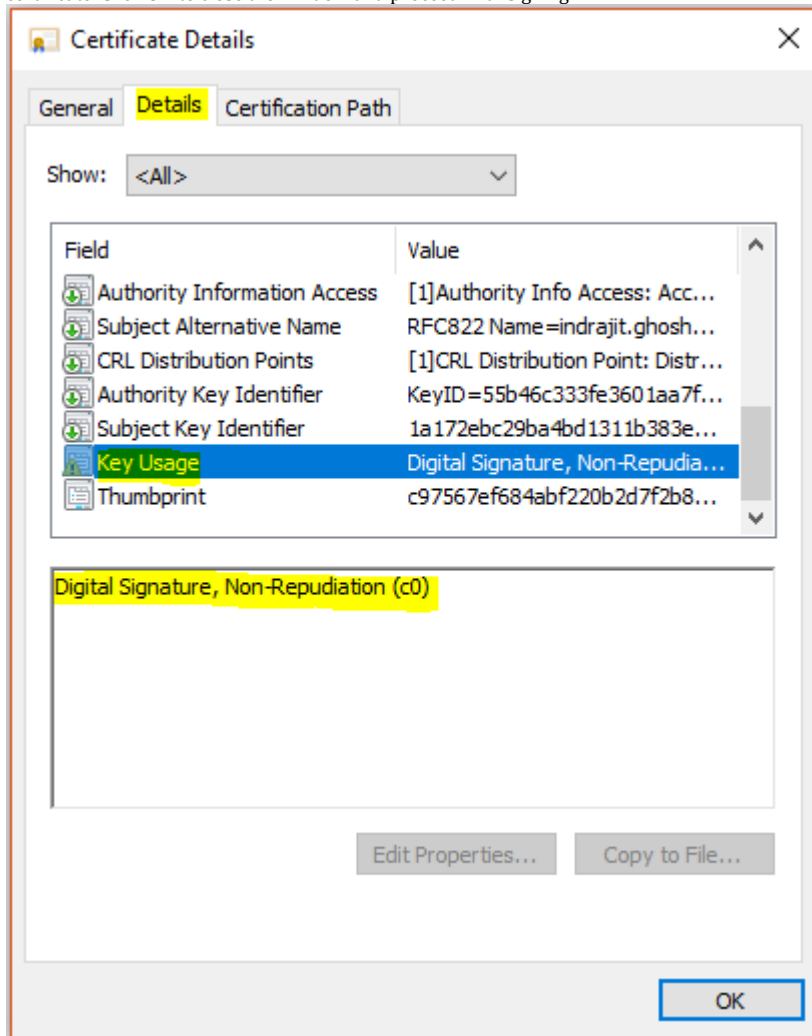 Certificate Details
General Details Certification Path
Show: <All>
Field Value
Authority Information Access [1]Authority Info Access: Acc...
Subject Alternative Name RFC822 Name=indrajit.ghosh...
CRL Distribution Points [1]CRL Distribution Point: Distr...
Authority Key Identifier KeyID=55b46c333fe3601aa7f...
Subject Key Identifier 1a172ebc29ba4bd1311b383e...
Key Usage Digital Signature, Non-Repudia...
Thumbprint c97567ef684abf220b2d7f2b8...
Digital Signature, Non-Repudiation (c0)
Edit Properties... Copy to File...
OK